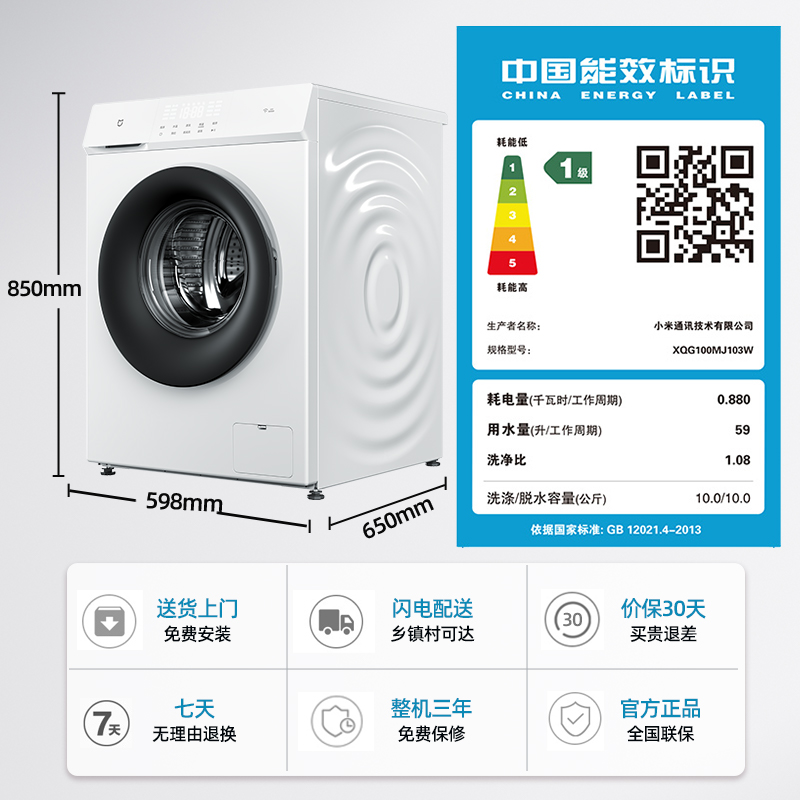 850mm
598mm
650mm
中国能效标识
CHINA ENERGY LABEL
耗能低
1
2
3
4
5
1级
耗能高
生产者名称: 小米通讯技术有限公司
规格型号: XQG100MJ103W
耗电量(千瓦时/工作周期) 0.880
用水量(升/工作周期) 59
洗净比 1.08
洗涤/脱水容量(公斤) 10.0/10.0
依据国家标准: GB 12021.4-2013
送货上门
免费安装
闪电配送
乡镇村可达
30
价保30天
买贵退差
7天
七天
无理由退换
整机三年
免费保修
官方正品
全国联保